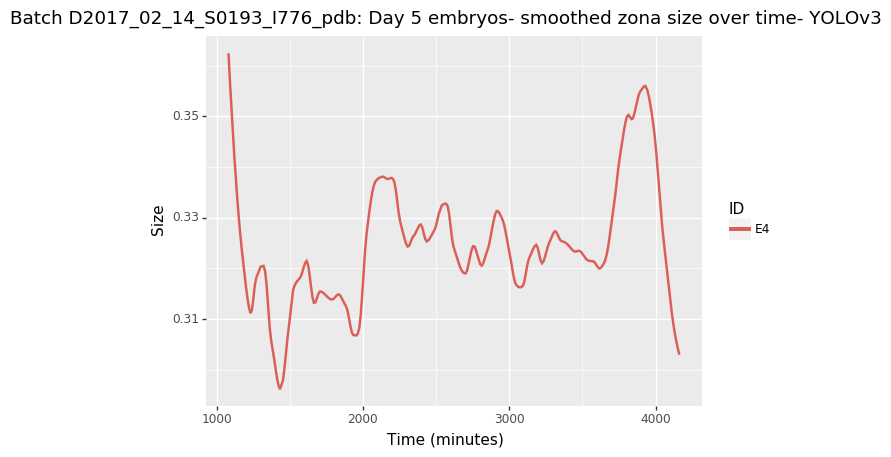 Batch D2017_02_14_S0193_I776_pdb: Day 5 embryos- smoothed zona size over time- YOLOv3
0.35
0.33
0.31
Size
1000
2000
3000
4000
Time (minutes)
ID
E4